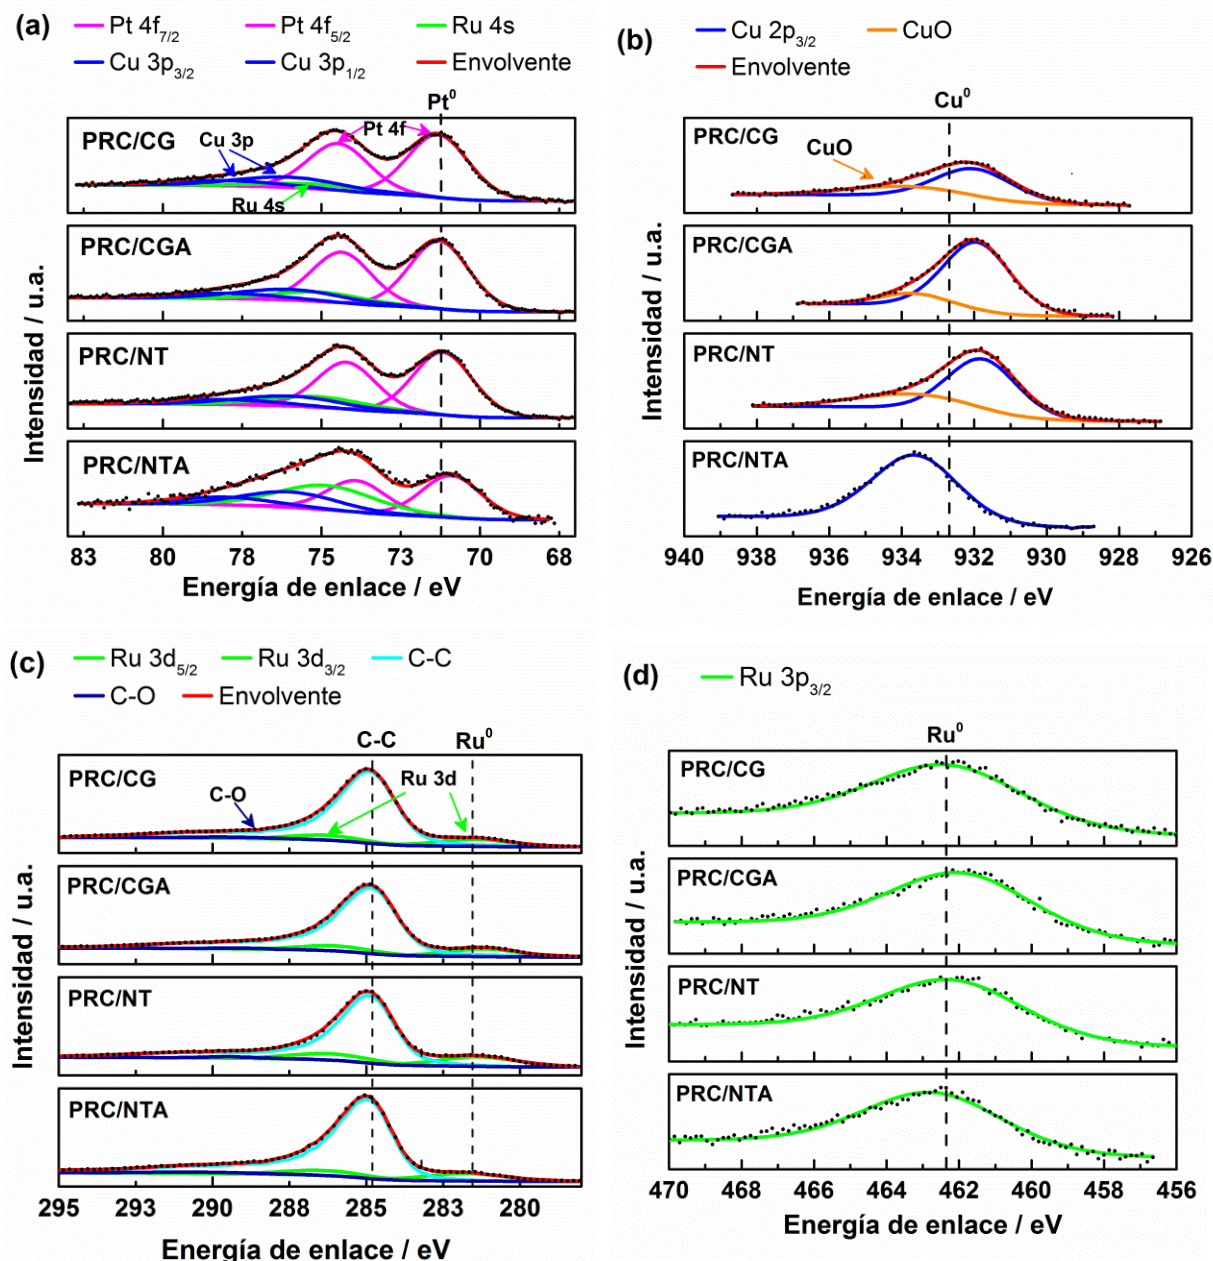 (a)
Pt 4f7/2 Pt 4f5/2 Ru 4s
Cu 3p3/2 Cu 3p1/2 Envolvente
Pt0
PRC/CG
Cu 3p
Pt 4f
Ru 4s
PRC/CGA
PRC/NT
PRC/NTA
Intensidad / u.a.
83 80 78 75 73 70 68
Energía de enlace / eV
(b)
Cu 2p3/2 CuO
Envolvente
Cu0
PRC/CG
CuO
PRC/CGA
PRC/NT
PRC/NTA
Intensidad / u.a.
940 938 936 934 932 930 928 926
Energía de enlace / eV
(c)
Ru 3d5/2 Ru 3d3/2 C-C
C-O Envolvente
C-C Ru0
PRC/CG
Ru 3d
C-O
PRC/CGA
PRC/NT
PRC/NTA
Intensidad / u.a.
295 293 290 288 285 283 280
Energía de enlace / eV
(d)
Ru 3p3/2
Ru0
PRC/CG
PRC/CGA
PRC/NT
PRC/NTA
Intensidad / u.a.
470 468 466 464 462 460 458 456
Energía de enlace / eV